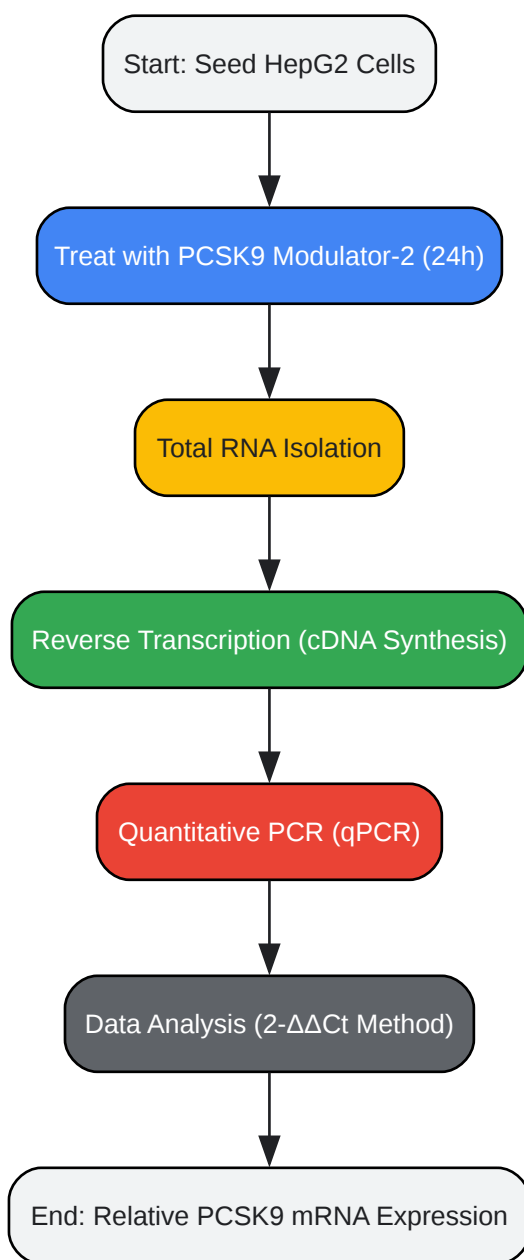 Start: Seed HepG2 Cells
Treat with PCSK9 Modulator-2 (24h)
Total RNA Isolation
Reverse Transcription (cDNA Synthesis)
Quantitative PCR (qPCR)
Data Analysis (2-ΔΔCt Method)
End: Relative PCSK9 mRNA Expression